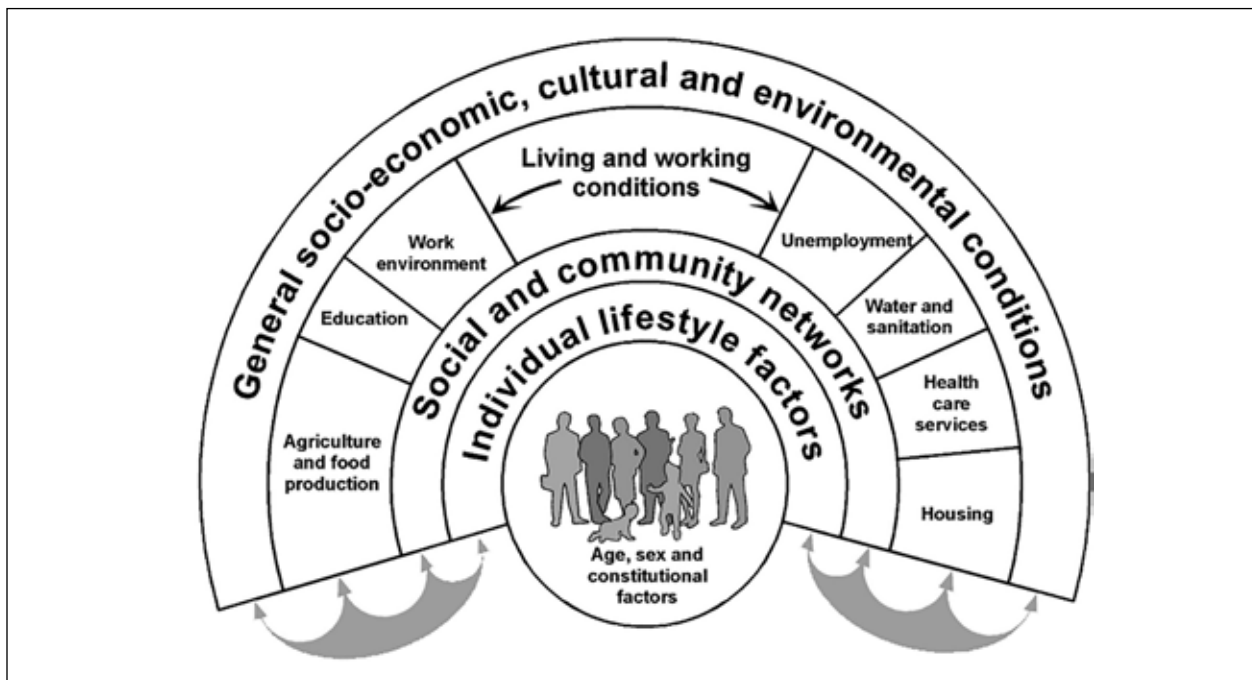 General socio-economic, cultural and environmental conditions
Living and working
conditions
Work
environment
Education
Agriculture
and food
production
Unemployment
Water and
sanitation
Health
care
services
Housing
Social and community networks
Individual lifestyle factors
Age, sex and
constitutional
factors